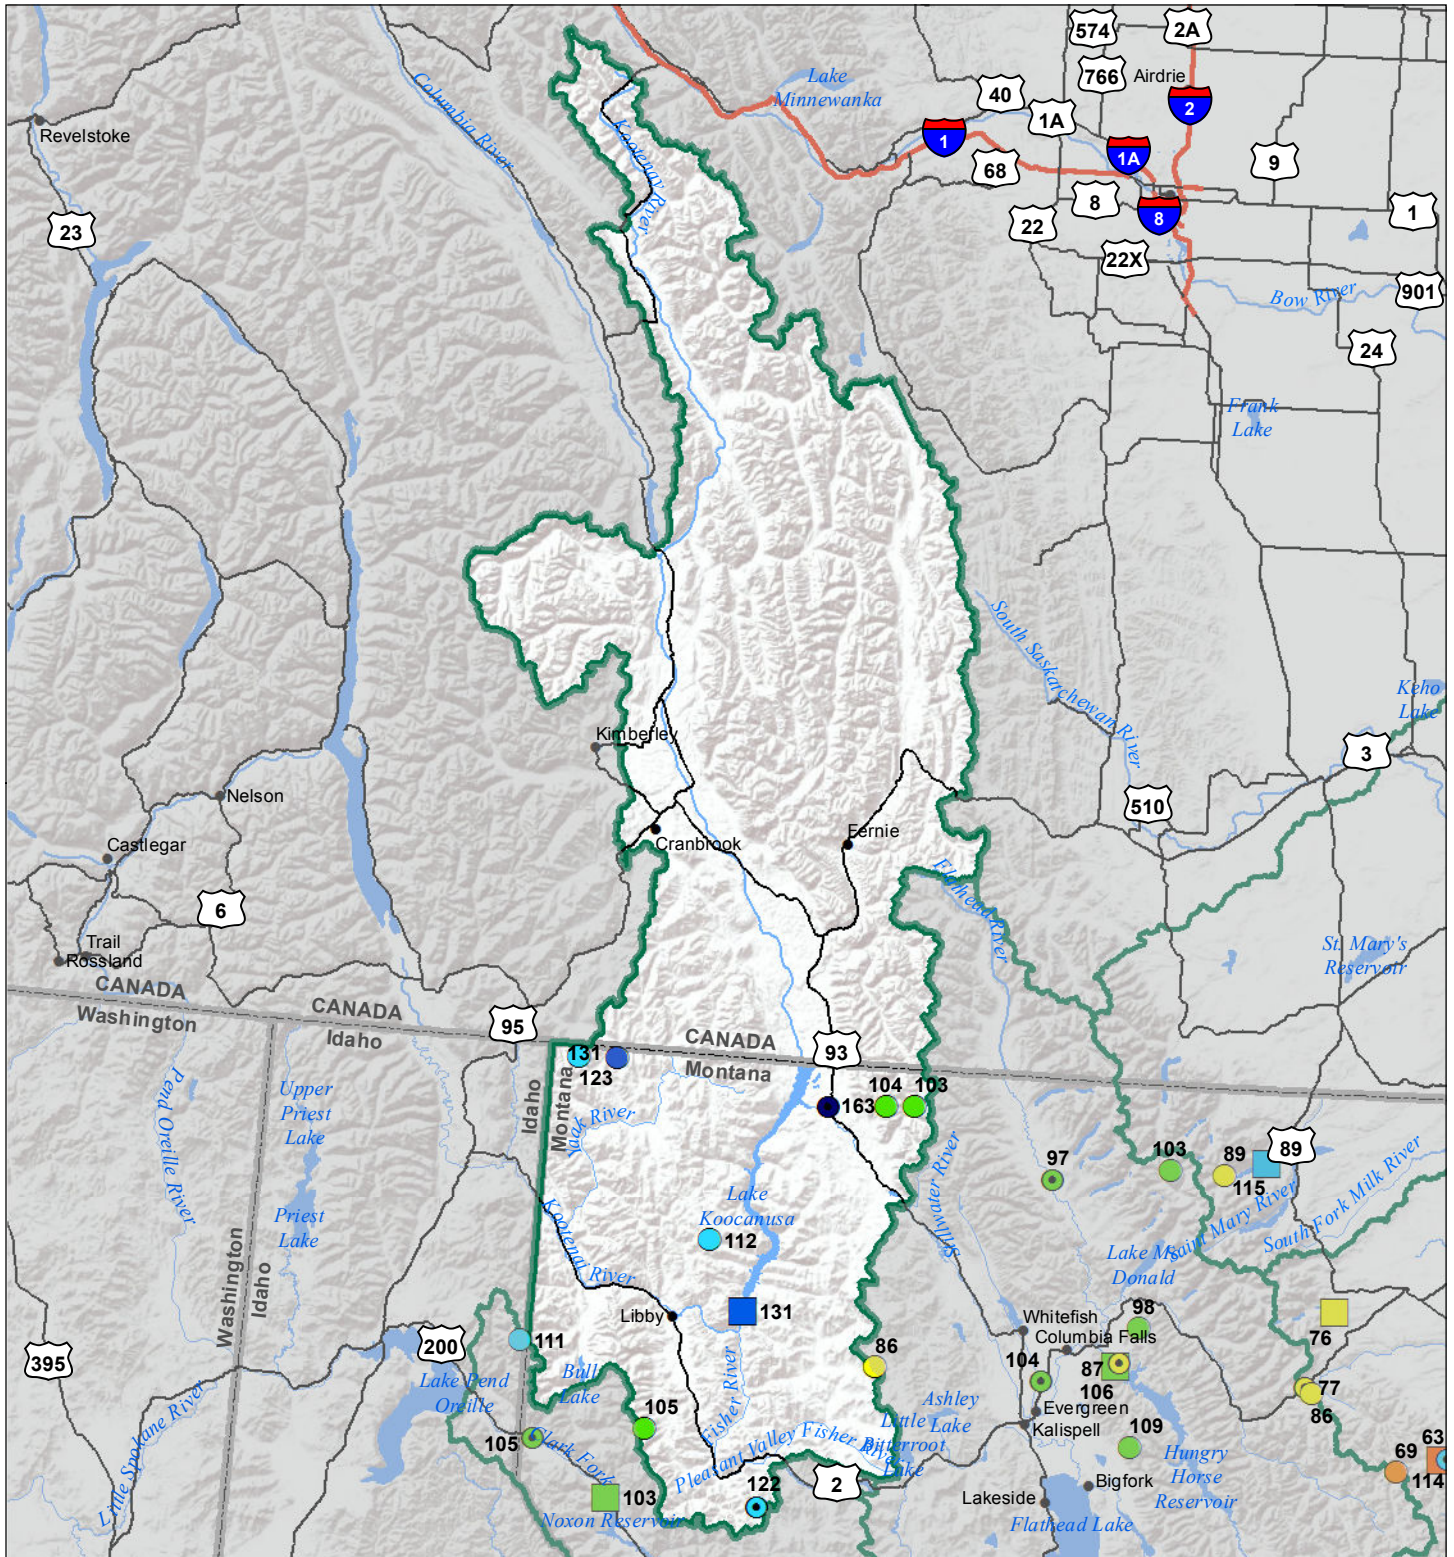 574
2A
766
Airdrie
Lake
Minnewanka
40
2
1A
1
1A
Columbia River
Kootenay River
Revelstoke
68
9
8
8
1
22
23
22X
Bow River
901
24
Frank
Lake
South Saskatchewan River
Keho
Lake
Kimberley
3
Nelson
510
Castlegar
Cranbrook
Fernie
Flathead River
6
Trail
Rossland
St. Mary's
Reservoir
CANADA
Washington
CANADA
Idaho
95
CANADA
Montana
93
131
123
Idaho
Montana
Upper
Priest
Lake
Pend Oreille River
Yaak River
163
104
103
Stillwater River
97
103
89
115
89
Saint Mary River
South Fork Milk River
Priest
Lake
Lake
Koocanusa
112
Kootenai River
Lake Mc
Donald
Washington
Idaho
Libby
131
Whitefish
Columbia Falls
98
76
395
200
111
Lake Pend
Oreille
Bull
Lake
86
104
87
106
77
86
Fisher River
Ashley
Lake
Evergreen
Kalispell
Little
Bitterroot
Lake
105
105
Clark Fork
Pleasant Valley Fisher River
109
Hungry
Horse
Reservoir
63
69
114
Little Spokane River
103
Noxon Reservoir
122
2
Bigfork
Lakeside
Flathead Lake